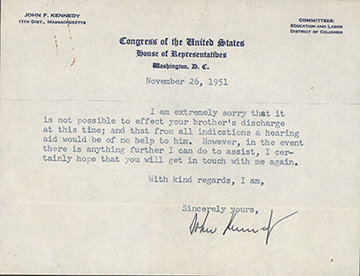 JOHN F. KENNEDY
11TH DIST., MASSACHUSETTS
COMMITTEES:
EDUCATION AND LABOR
DISTRICT OF COLUMBIA
Congress of the United States
House of Representatives
Washington, D. C.
November 26, 1951
I am extremely sorry that it
is not possible to effect your brother's discharge
at this time; and that from all indications a hearing
aid would be of no help to him. However, in the event
there is anything further I can do to assist, I cer-
tainly hope that you will get in touch with me again.
With kind regards, I am,
Sincerely yours,
John Kennedy